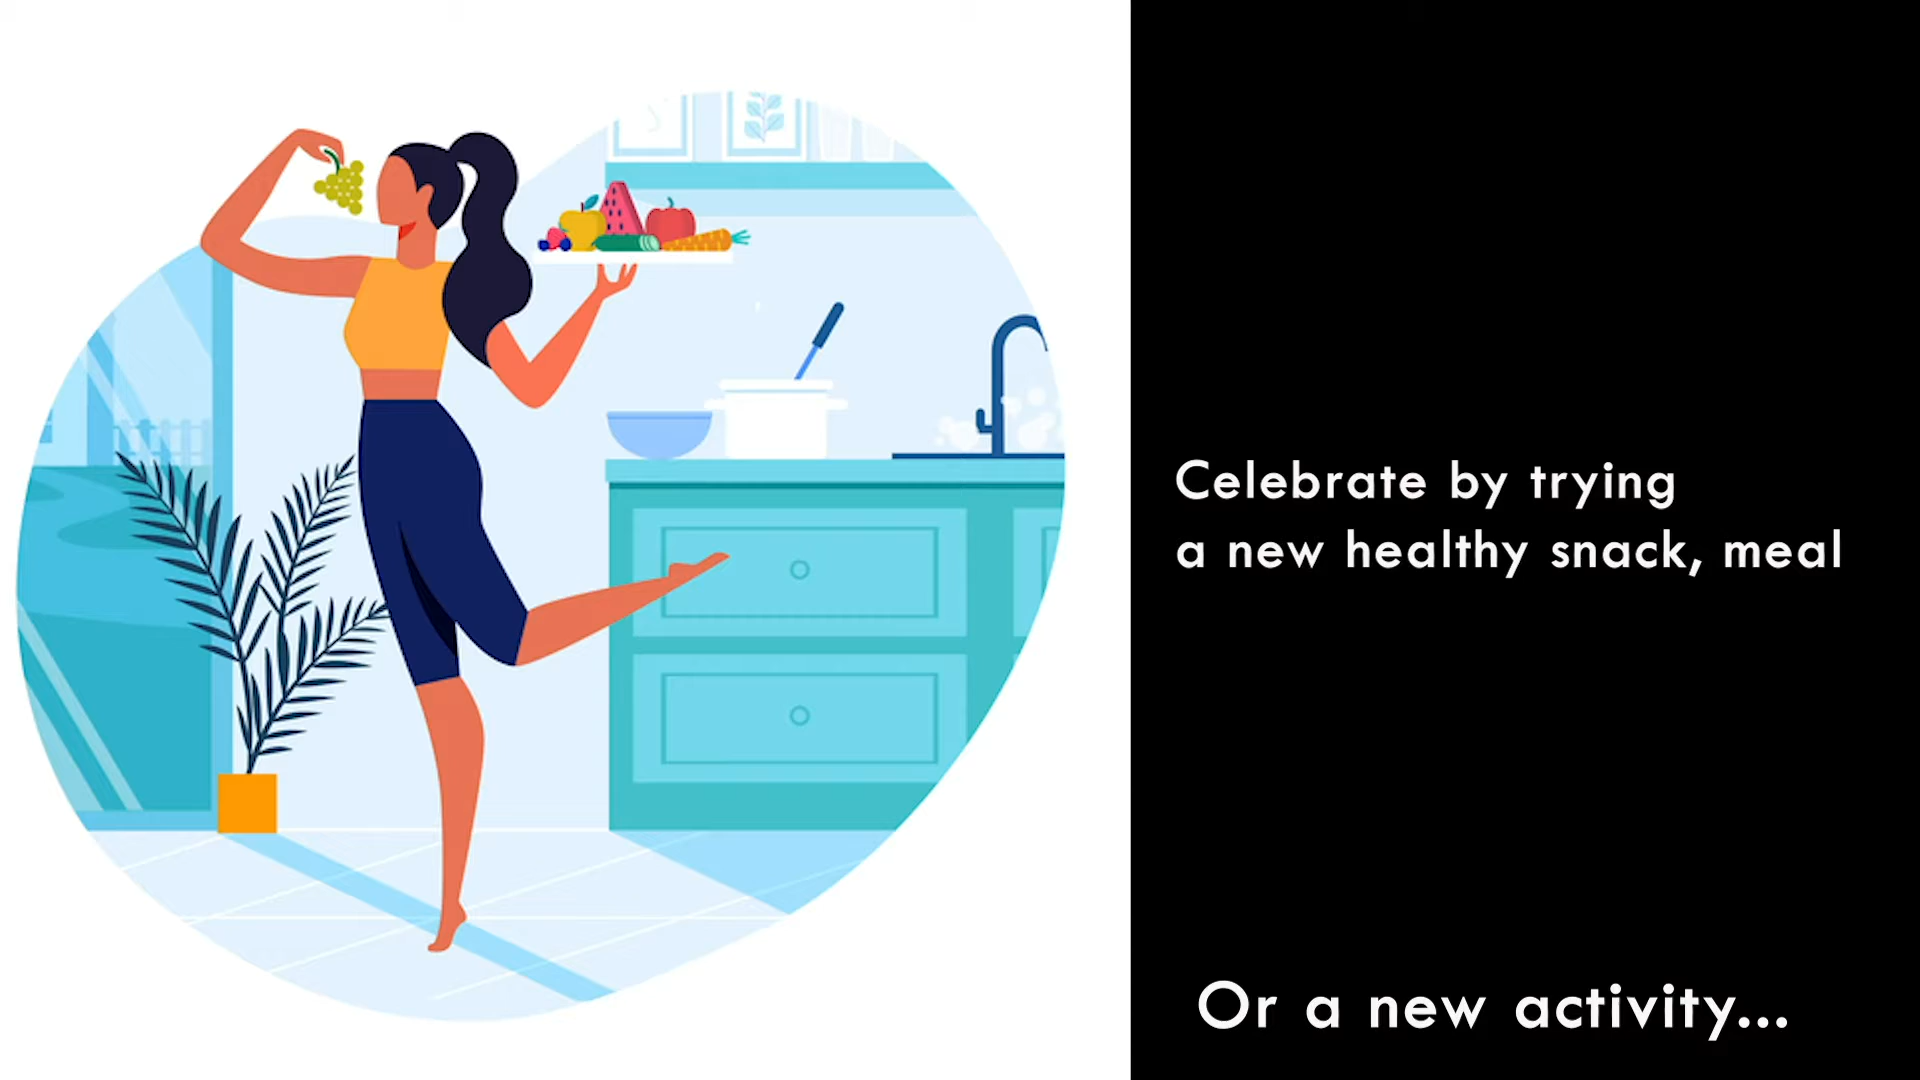 Celebrate by trying
a new healthy snack, meal
Or a new activity...